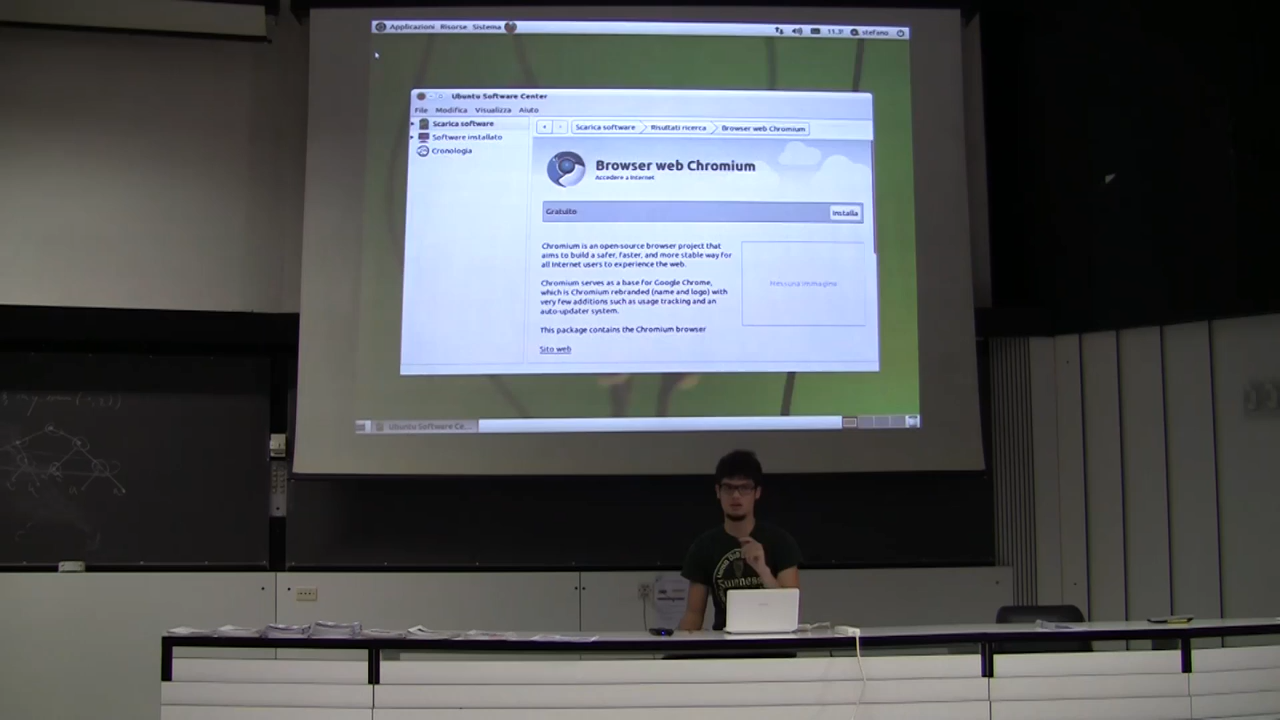 Applicazioni Risorse Sistema
stefano
Ubuntu Software Center
File Modifica Visualizza Aiuto
Scarica software
Software installato
Cronologia
Scarica software Risultati ricerca Browser web Chromium
Browser web Chromium
Accedere a Internet
Gratuito
Installa
Chromium is an open-source browser project that
aims to build a safer, faster, and more stable way for
all Internet users to experience the web.
Chromium serves as a base for Google Chrome,
which is Chromium rebranded (name and logo) with
very few additions such as usage tracking and an
auto-updater system.
This package contains the Chromium browser
Nessuna immagine
Sito web
Ubuntu Software Ce...
Guinness